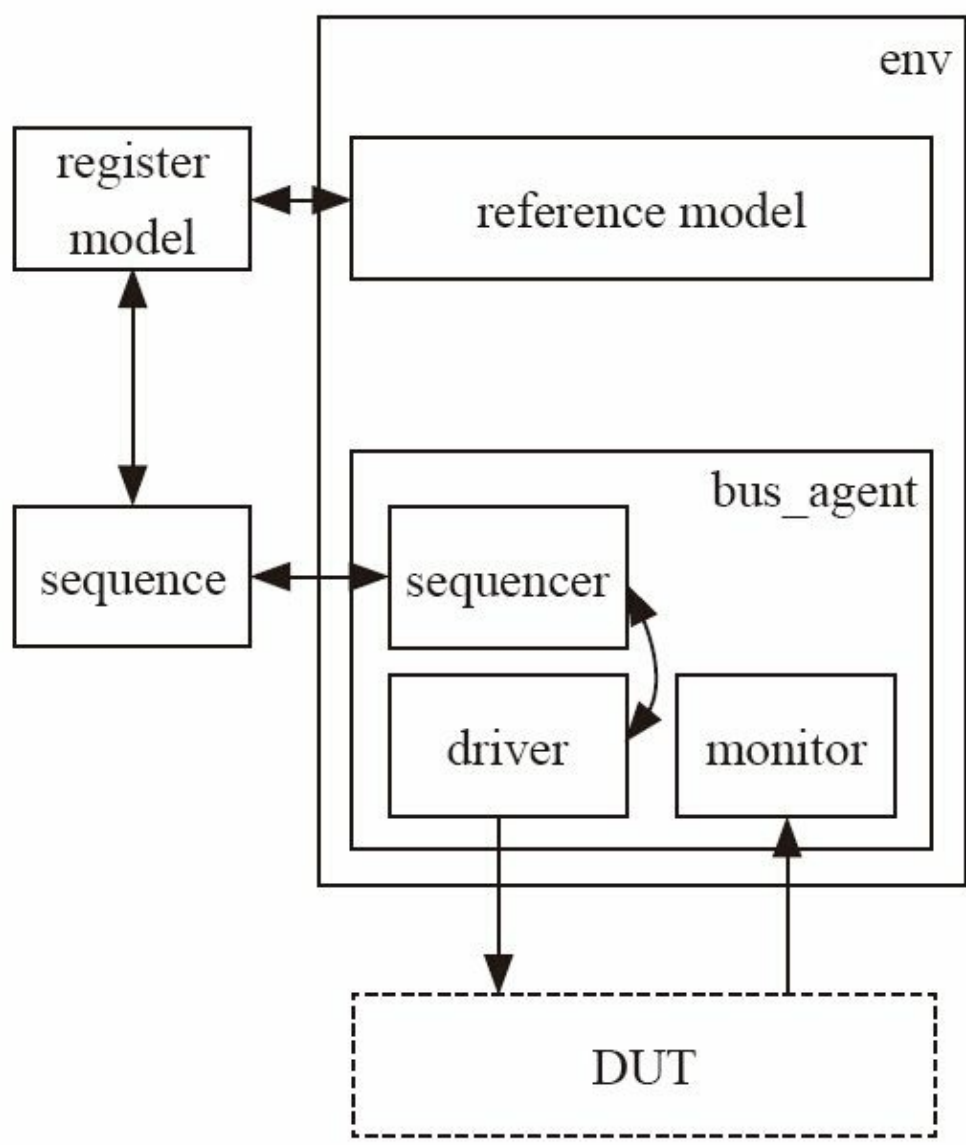 env
register
model
reference model
bus_agent
sequence
sequencer
driver
monitor
DUT